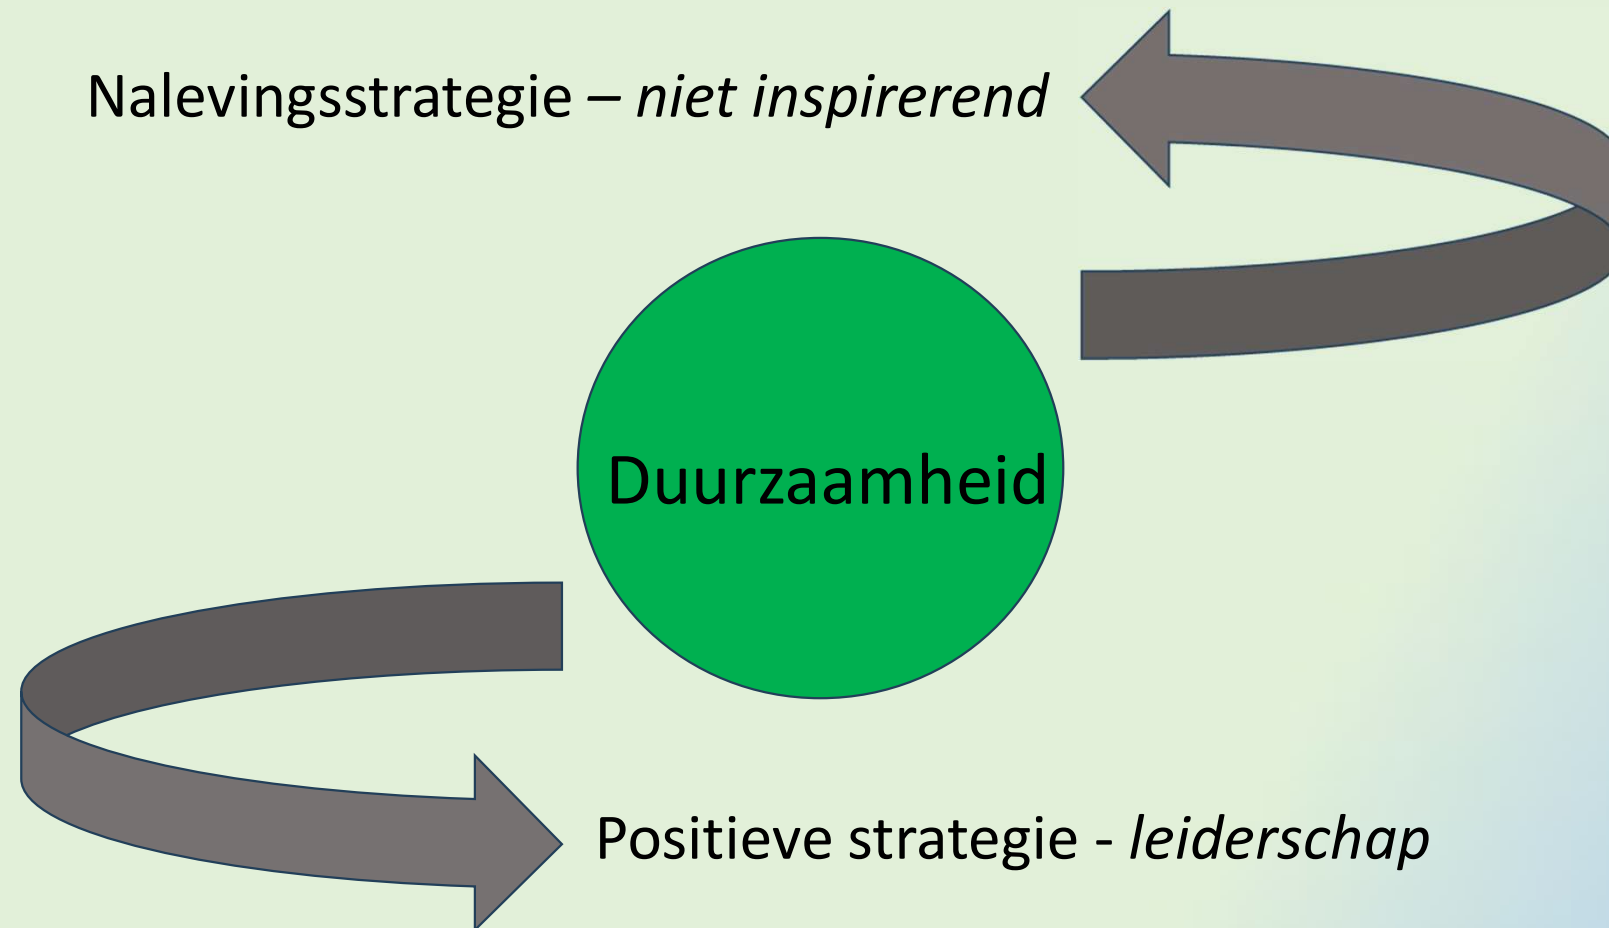 Nalevingsstrategie – niet inspirerend
Duurzaamheid
Positieve strategie - leiderschap